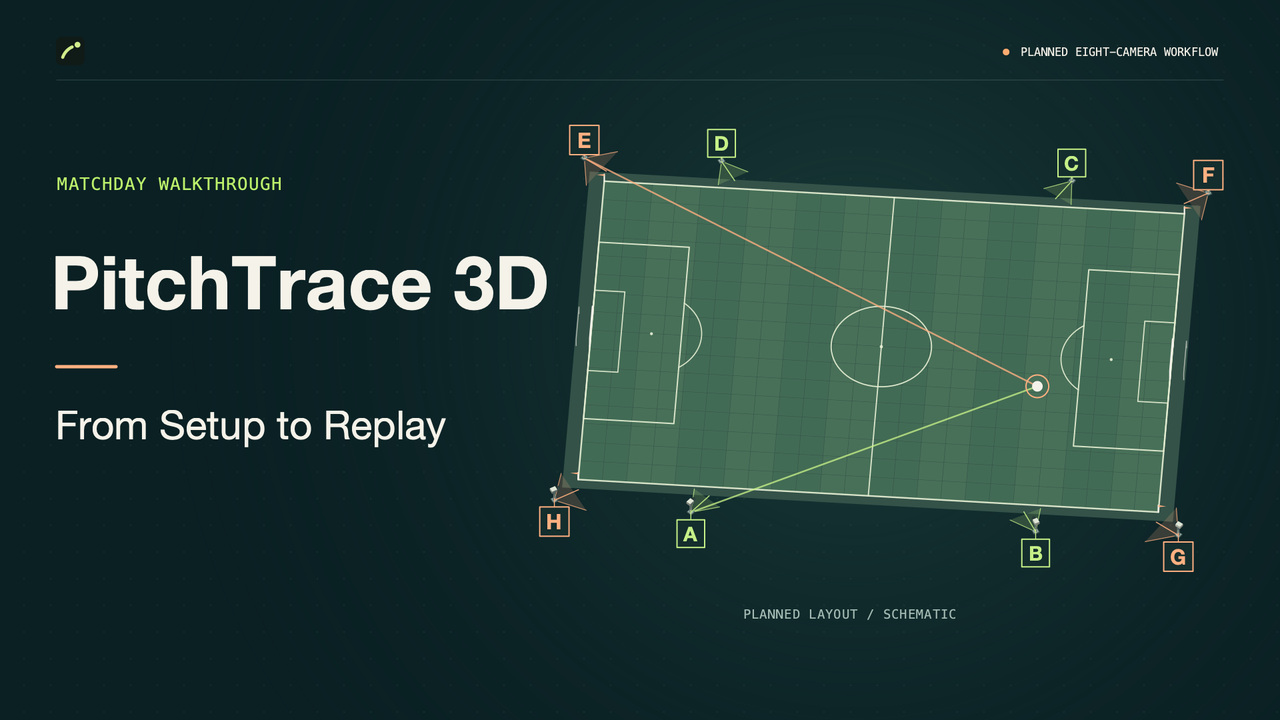 PLANNED EIGHT–CAMERA WORKFLOW
MATCHDAY WALKTHROUGH
PitchTrace 3D
From Setup to Replay
E
D
C
F
H
A
B
G
PLANNED LAYOUT / SCHEMATIC